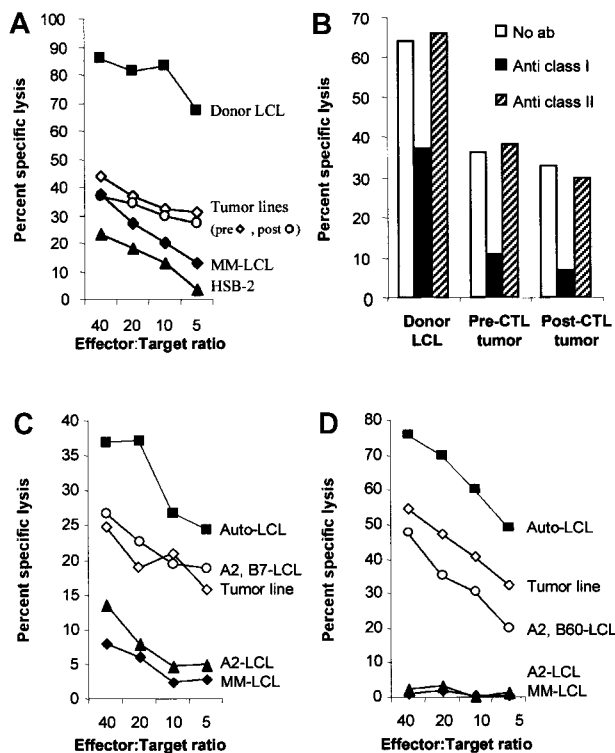 A
Percent specific lysis
100
90
80
70
60
50
40
30
20
10
0
Donor LCL
Tumor lines
(pre ◇, post O)
MM-LCL
HSB-2
40 20 10 5
Effector:Target ratio
B
Percent specific lysis
70
60
50
40
30
20
10
0
No ab
Anti class I
Anti class II
Donor LCL
Pre-CTL tumor
Post-CTL tumor
C
Percent specific lysis
40
35
30
25
20
15
10
5
0
Auto-LCL
A2, B7-LCL
Tumor line
A2-LCL
MM-LCL
40 20 10 5
Effector:Target ratio
D
Percent specific lysis
80
70
60
50
40
30
20
10
0
Auto-LCL
Tumor line
A2, B60-LCL
A2-LCL
MM-LCL
40 20 10 5
Effector:Target ratio